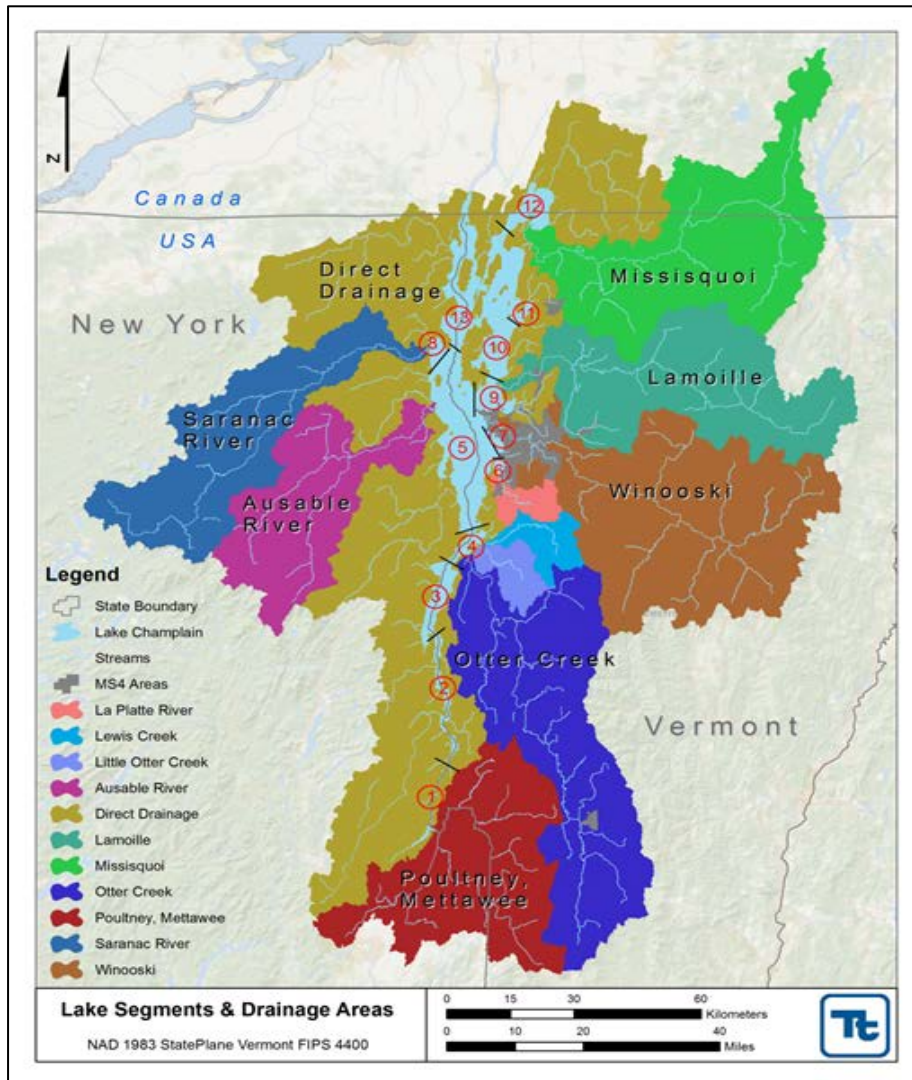 N
Canada
USA
12
Direct
Drainage
Missisquoi
New York
13
11
8
10
Lamoille
9
Saranac
River
7
5
6
Winooski
Ausable
River
4
Legend
3
State Boundary
Lake Champlain
Otter Creek
Streams
2
MS4 Areas
La Platte River
Vermont
Lewis Creek
Little Otter Creek
Ausable River
1
Direct Drainage
Lamoille
Missisquoi
Poultney,
Mettawee
Otter Creek
Poultney, Mettawee
Saranac River
Winooski
Lake Segments & Drainage Areas
NAD 1983 StatePlane Vermont FIPS 4400
0 15 30 60
Kilometers
0 10 20 40
Miles
Tt